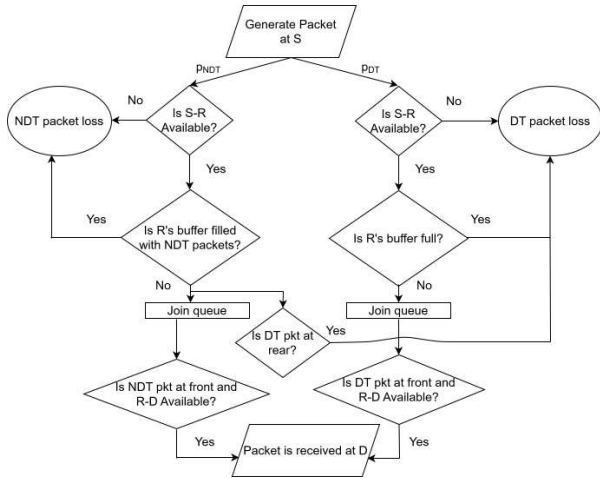 Generate Packet
at S
pNDT
pDT
No
Is S-R
Available?
NDT packet loss
Is S-R
Available?
No
DT packet loss
Yes
Yes
Yes
Is R's buffer filled
with NDT packets?
Is R's buffer full?
Yes
No
No
Join queue
Is DT pkt at
rear?
Yes
Join queue
Is NDT pkt at front and
R-D Available?
Is DT pkt at front and
R-D Available?
Yes
Packet is received at D
Yes